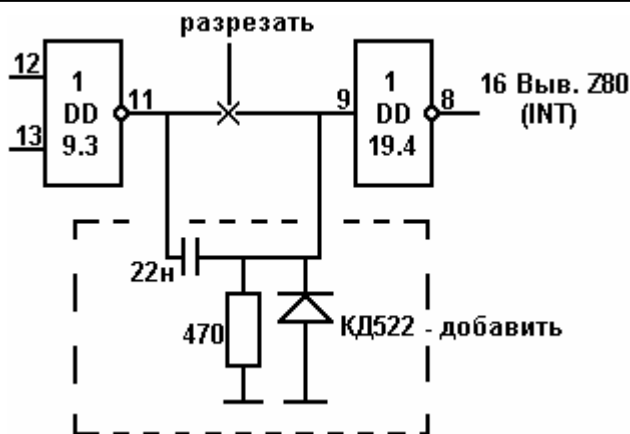 разрезать
12
13
1
DD
9.3
11
9
1
DD
19.4
8
16 Выв. Z80
(INT)
22н
470
КД522 - добавить